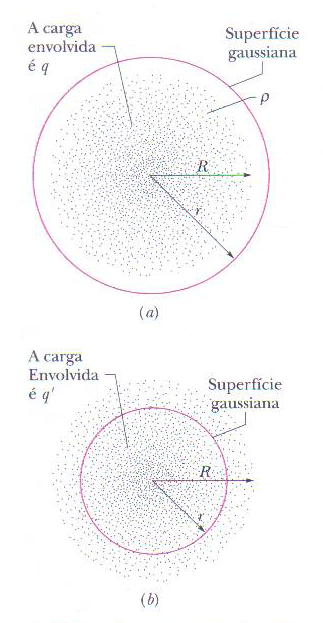 A carga
envolvida
é q
Superfície
gaussiana
ρ
R
r
(a)
A carga
Envolvida
é q'
Superfície
gaussiana
R
r
(b)